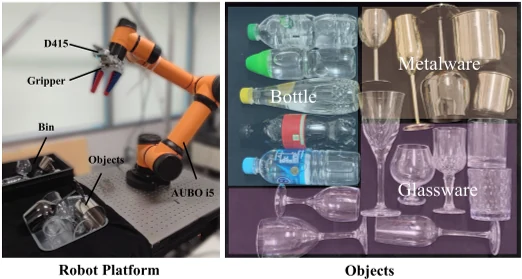 D415
Gripper
Bin
Objects
AUBO i5
Robot Platform
Metalware
Bottle
Glassware
Objects